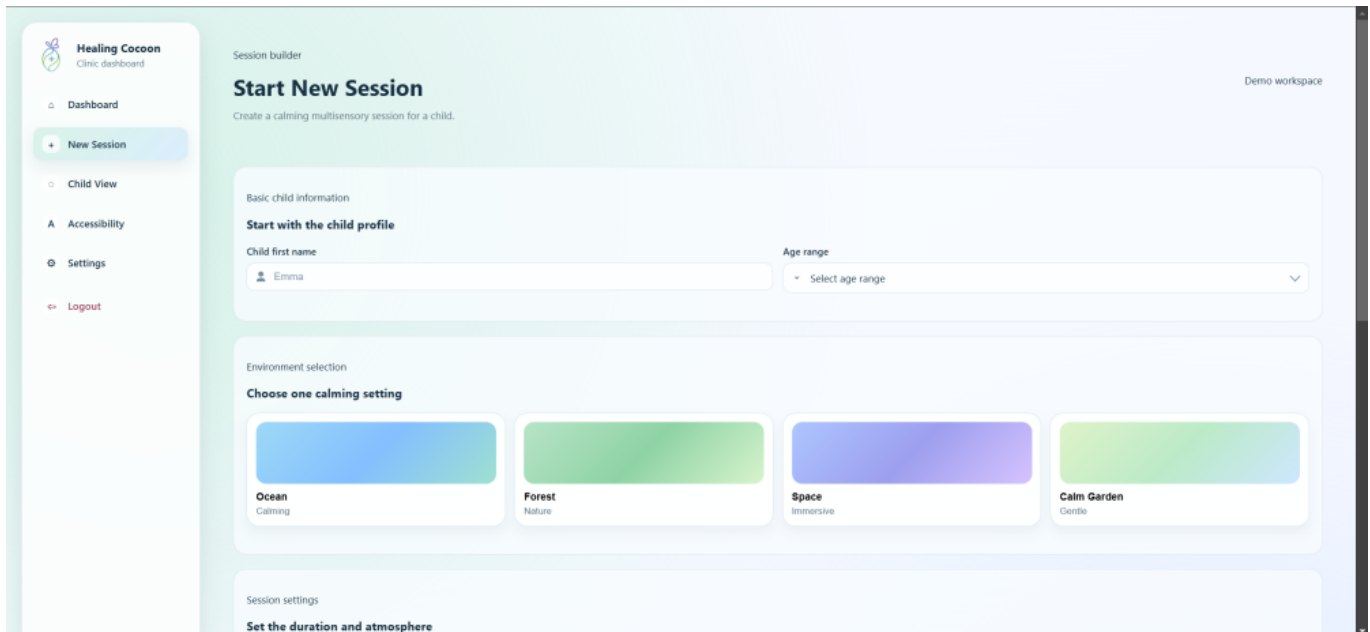 Healing Cocoon
Clinic dashboard
Dashboard
+ New Session
Child View
A Accessibility
Settings
Logout
Session builder
Start New Session
Create a calming multisensory session for a child.
Demo workspace
Basic child information
Start with the child profile
Child first name
Emma
Age range
Select age range
Environment selection
Choose one calming setting
Ocean
Calming
Forest
Nature
Space
Immersive
Calm Garden
Gentle
Session settings
Set the duration and atmosphere